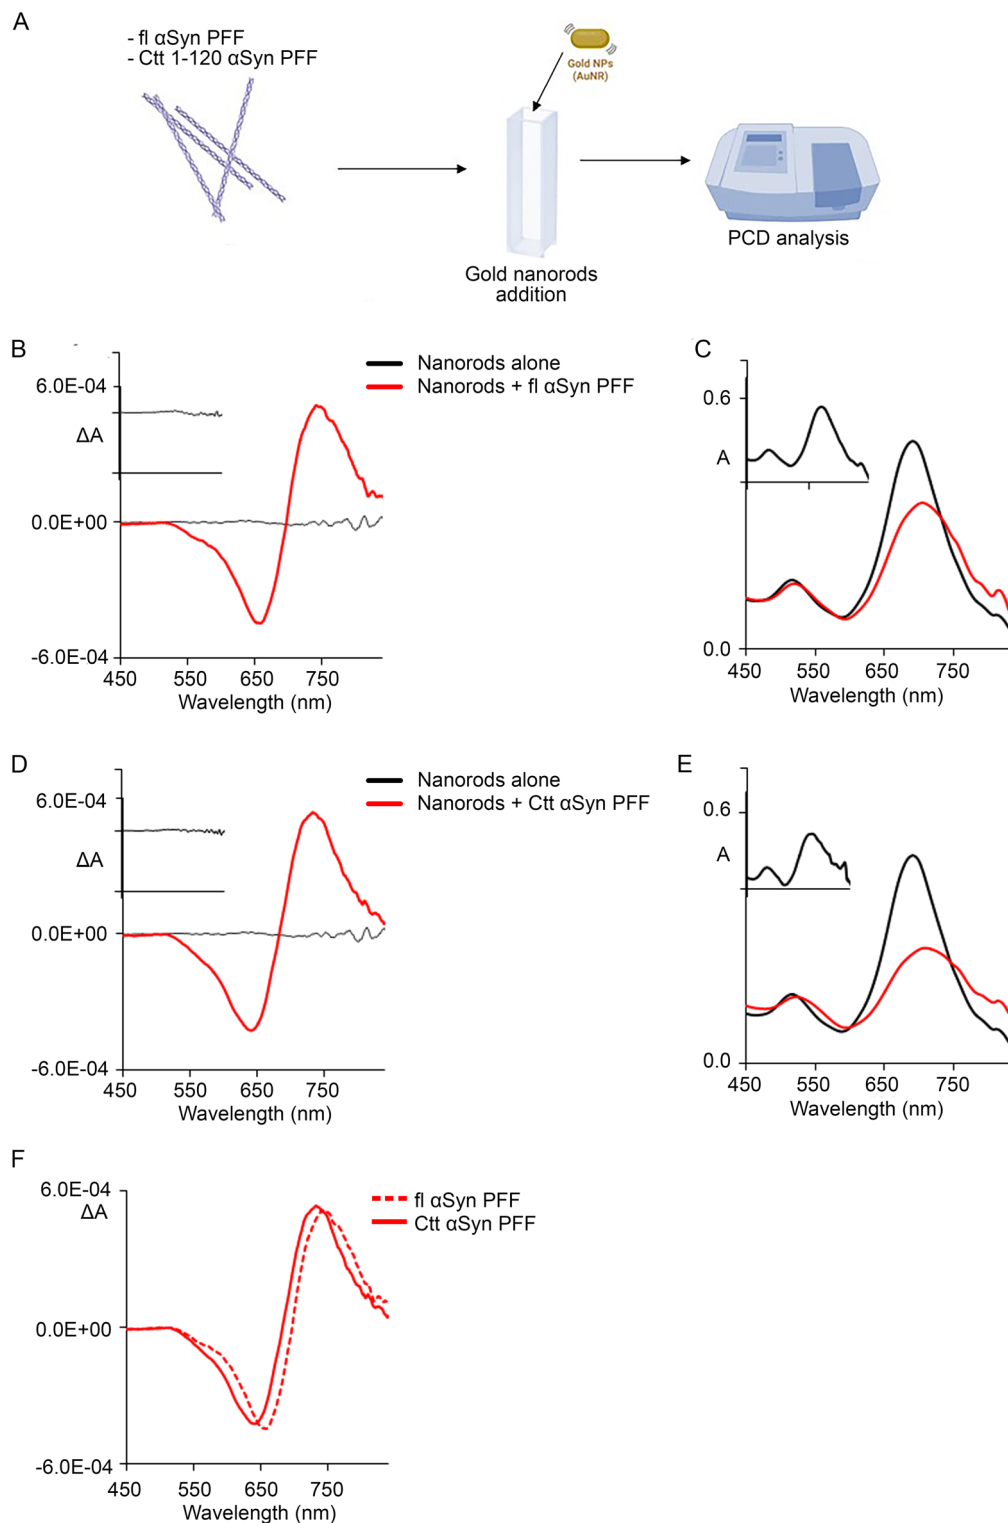 A
- fl αSyn PFF
- Ctt 1-120 αSyn PFF
Gold NPs
(AuNR)
Gold nanorods
addition
PCD analysis
B
6.0E-04
ΔA
0.0E+00
-6.0E-04
450
550
650
750
Wavelength (nm)
Nanorods alone
Nanorods + fl αSyn PFF
C
0.6
A
0.0
450
550
650
750
Wavelength (nm)
D
6.0E-04
ΔA
0.0E+00
-6.0E-04
450
550
650
750
Wavelength (nm)
Nanorods alone
Nanorods + Ctt αSyn PFF
E
0.6
A
0.0
450
550
650
750
Wavelength (nm)
F
6.0E-04
ΔA
0.0E+00
-6.0E-04
450
550
650
750
Wavelength (nm)
fl αSyn PFF
Ctt αSyn PFF